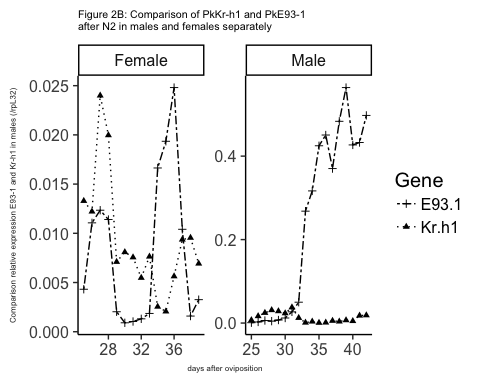 Figure 2B: Comparison of PkKr-h1 and PkE93-1
after N2 in males and females separately
Female
Male
Comparison relative expression E93-1 and Kr-h1 in males (/rpL32)
0.025
0.020
0.015
0.010
0.005
0.000
28
32
36
0.4
0.2
0.0
25
30
35
40
days after oviposition
Gene
E93.1
Kr.h1